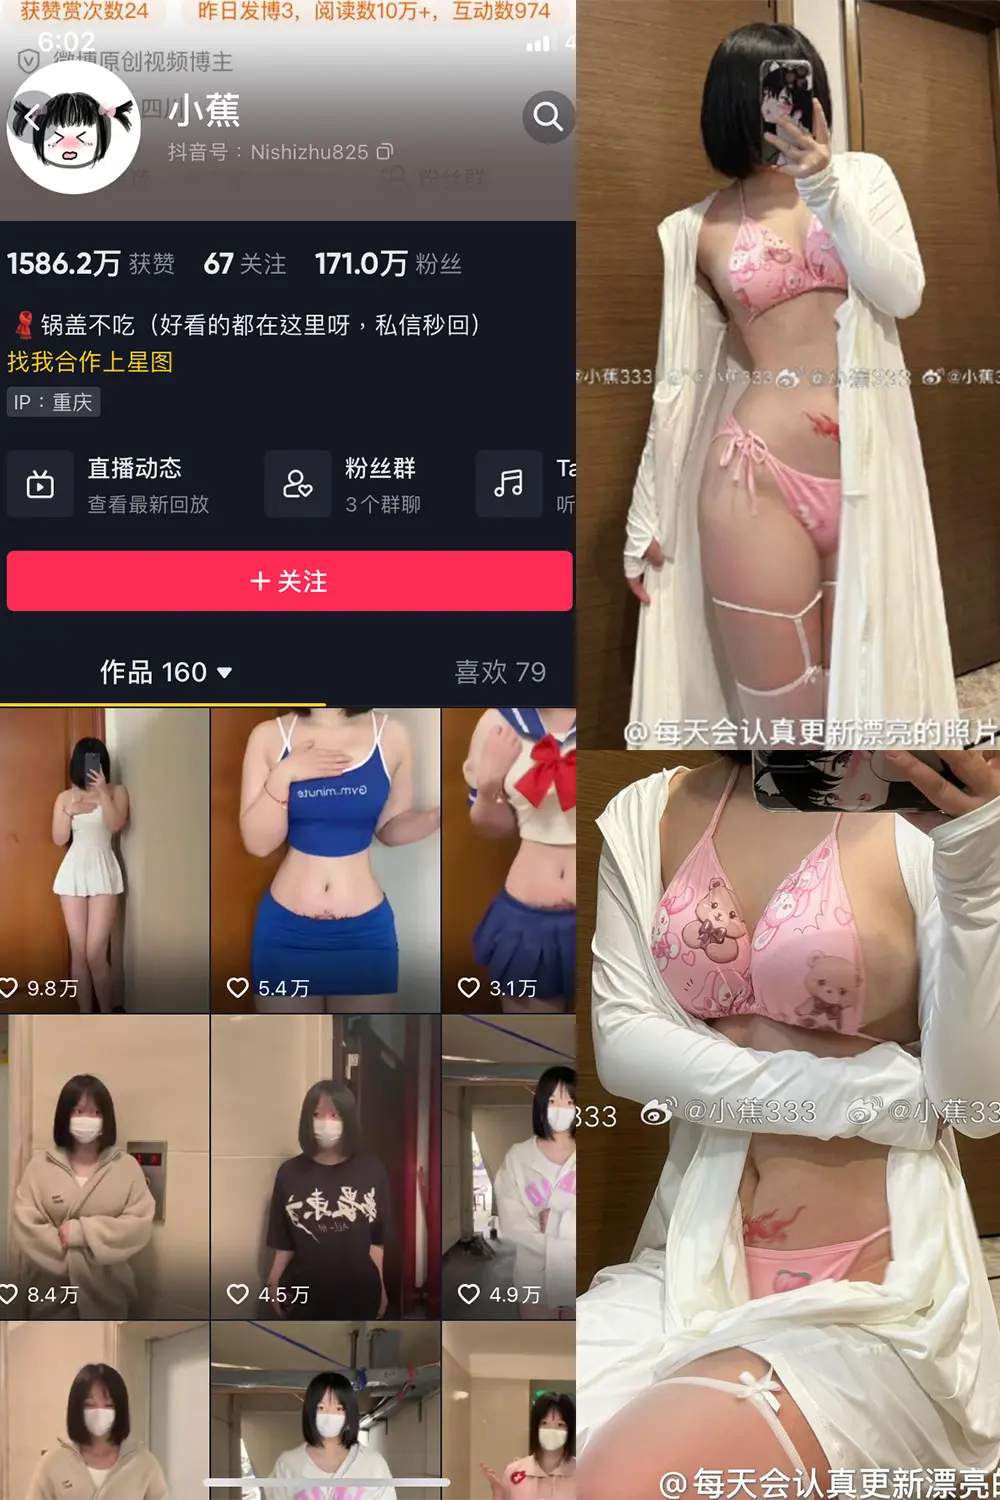 获赞赏次数24 昨日发博3，阅读数10万+，互动数974
6:02
微博原创视频博主
小蕉
抖音号：Nishizhu825
粉丝群
1586.2万 获赞 67 关注 171.0万 粉丝
锅盖不吃（好看的都在这里呀，私信秒回）
找我合作上星图
IP：重庆
直播动态
查看最新回放
粉丝群
3个群聊
听
+ 关注
作品 160
喜欢 79
Gym.minute
9.8万
5.4万
3.1万
8.4万
4.5万
4.9万
@小蕉333 @小蕉333 @小蕉333 @小蕉3
@每天会认真更新漂亮的照片
333 @小蕉333 @小蕉33
@每天会认真更新漂亮的